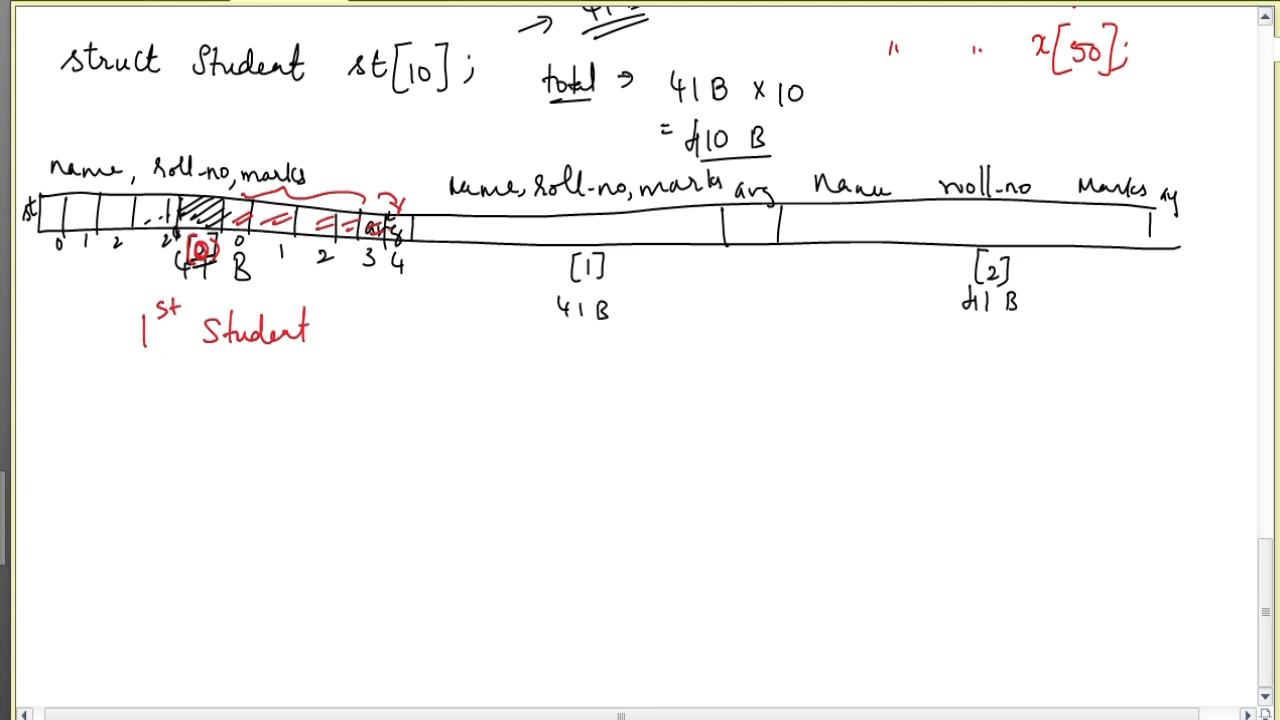 → 41 B
struct Student st[10];
" " x[50];
total → 41 B × 10
= 410 B
name, roll-no, marks
name, roll-no, marks avg
Name roll-no Marks
st
0 1 2 ...
0 1 2 3 4
[0] [1] [2]
41 B 41 B 41 B
1st Student